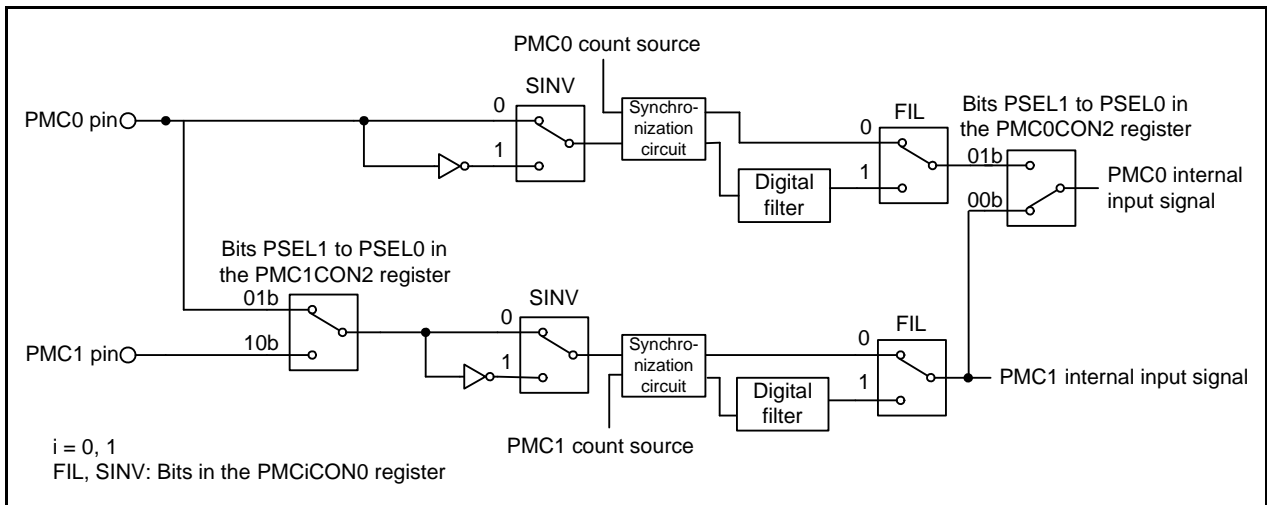 PMC0 count source
SINV
0
1
PMC0 pin
Synchro-
nization
circuit
Digital
filter
FIL
0
1
Bits PSEL1 to PSEL0 in
the PMC0CON2 register
01b
00b
PMC0 internal
input signal
Bits PSEL1 to PSEL0 in
the PMC1CON2 register
01b
10b
PMC1 pin
SINV
0
1
Synchro-
nization
circuit
Digital
filter
FIL
0
1
PMC1 internal input signal
PMC1 count source
i = 0, 1
FIL, SINV: Bits in the PMCiCON0 register